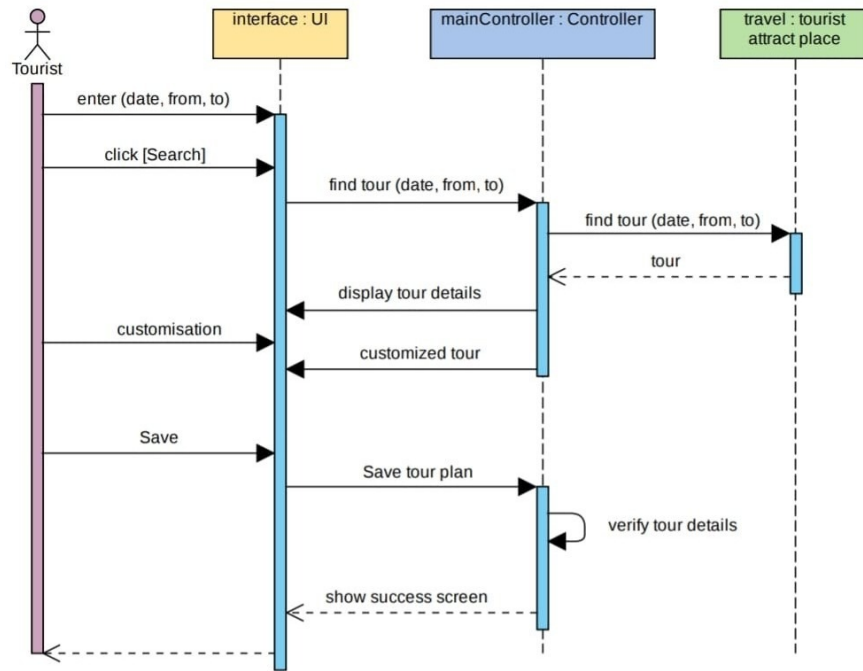 interface : UI
mainController : Controller
travel : tourist
attract place
Tourist
enter (date, from, to)
click [Search]
find tour (date, from, to)
find tour (date, from, to)
tour
display tour details
customisation
customized tour
Save
Save tour plan
verify tour details
show success screen